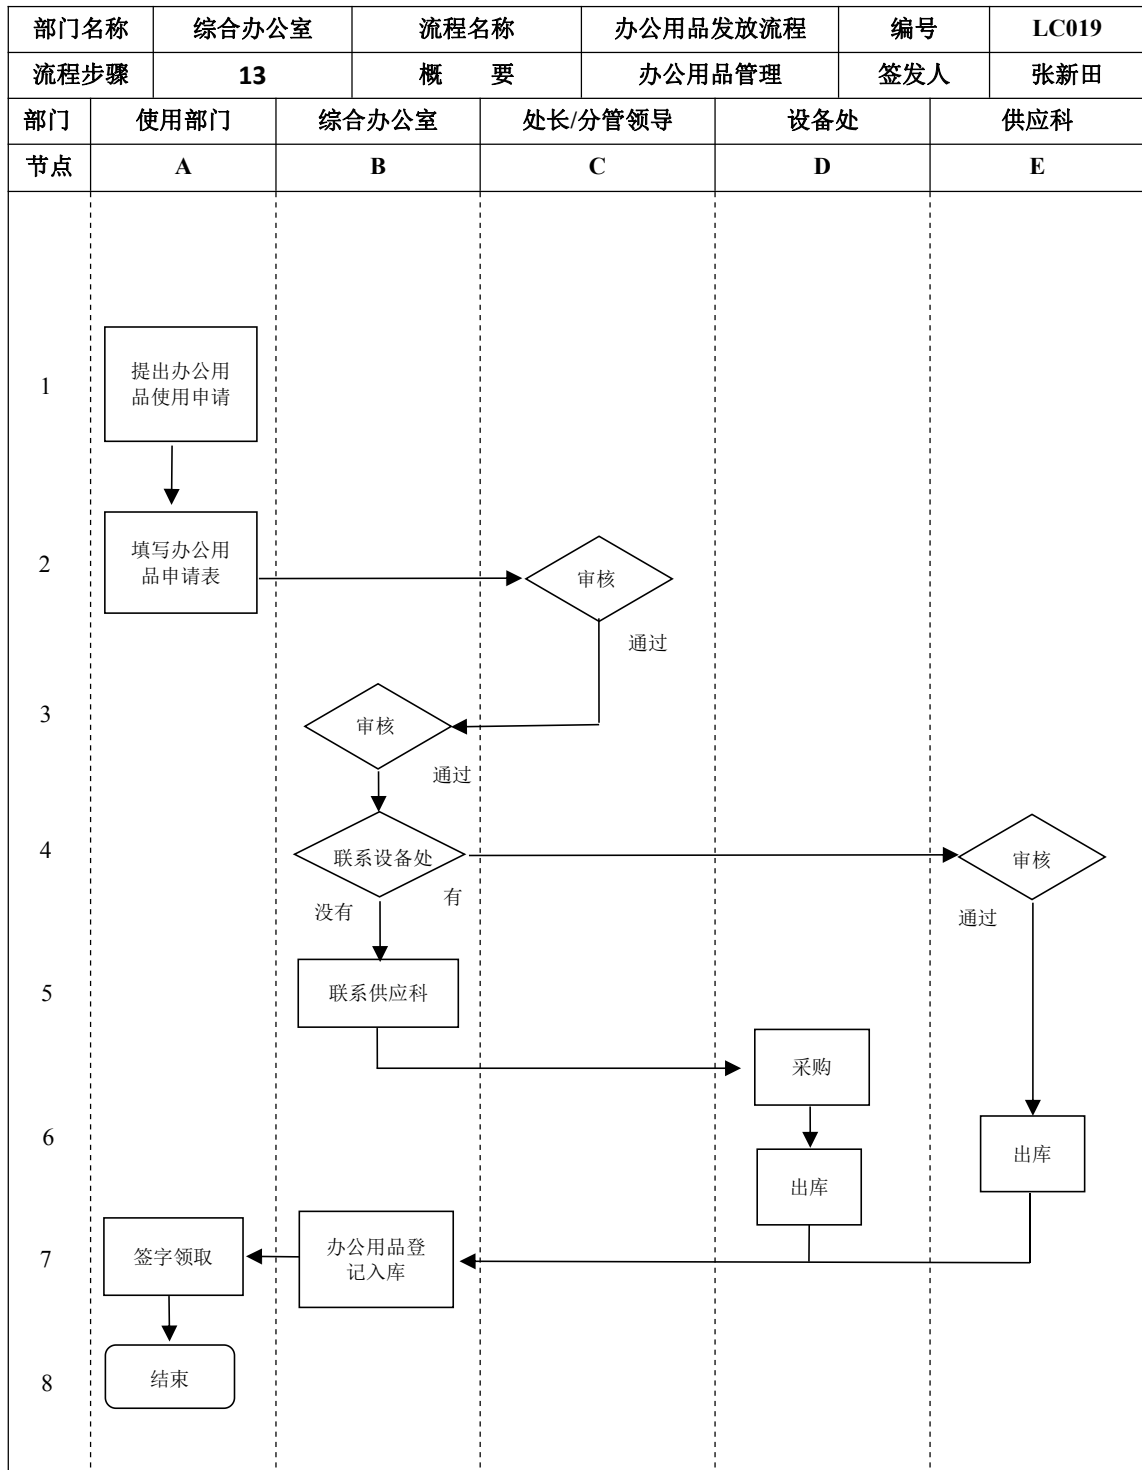 部门名称 综合办公室 流程名称 办公用品发放流程 编号 LC019
流程步骤 13 概 要 办公用品管理 签发人 张新田
部门 使用部门 综合办公室 处长/分管领导 设备处 供应科
节点 A B C D E
1
提出办公用
品使用申请
2
填写办公用
品申请表
审核
通过
3
审核
通过
4
联系设备处
审核
有
没有
通过
5
联系供应科
采购
6
出库
出库
7
签字领取
办公用品登
记入库
8
结束